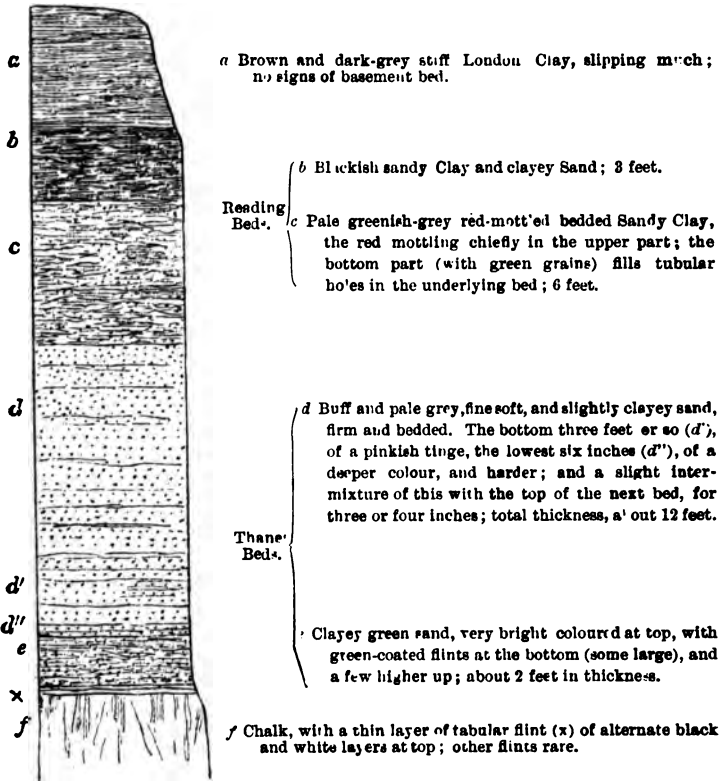 a
a Brown and dark-grey stiff London Clay, slipping much;
no signs of basement bed.
b
b Blackish sandy Clay and clayey Sand; 3 feet.
Reading
Beds.
c
c Pale greenish-grey red-mottled bedded Sandy Clay,
the red mottling chiefly in the upper part; the
bottom part (with green grains) fills tubular
holes in the underlying bed; 6 feet.
d
d Buff and pale grey, fine soft, and slightly clayey sand,
firm and bedded. The bottom three feet or so (d'),
of a pinkish tinge, the lowest six inches (d''), of a
deeper colour, and harder; and a slight inter-
mixture of this with the top of the next bed, for
three or four inches; total thickness, about 12 feet.
Thanet
Beds.
d'
d''
e
Clayey green sand, very bright coloured at top, with
green-coated flints at the bottom (some large), and
a few higher up; about 2 feet in thickness.
x
f
f Chalk, with a thin layer of tabular flint (x) of alternate black
and white layers at top; other flints rare.